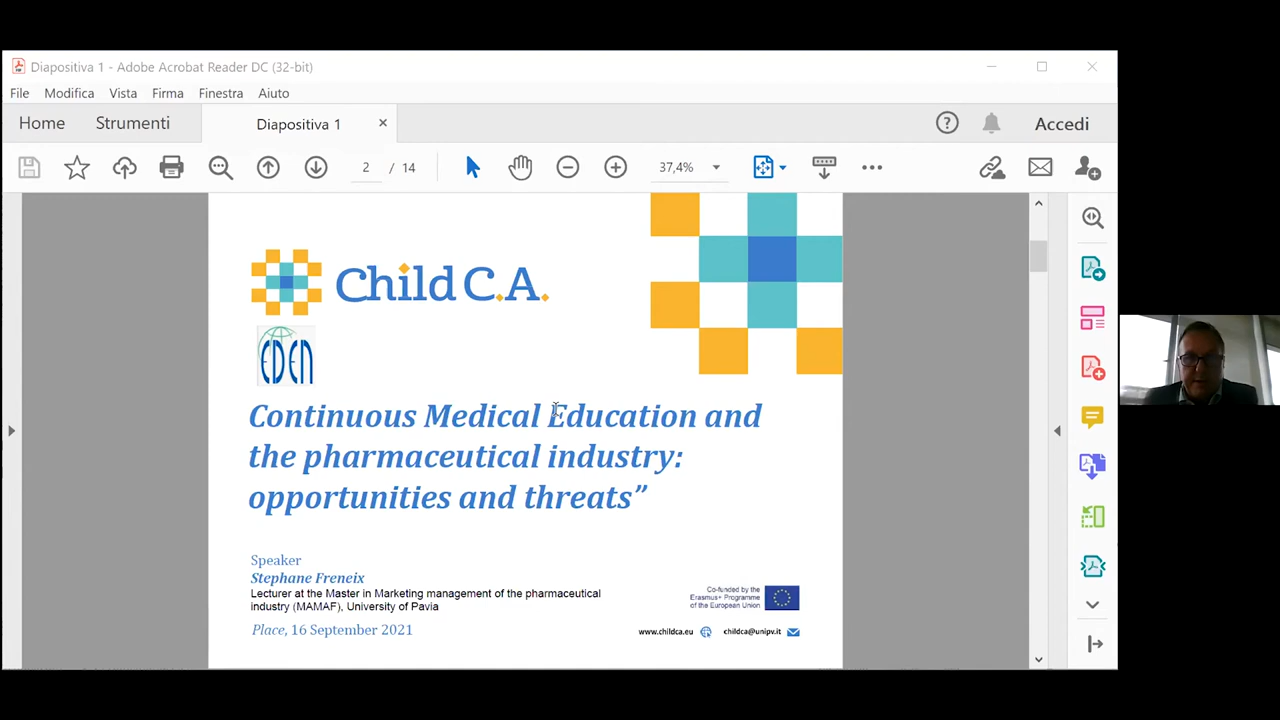 Diapositiva 1 - Adobe Acrobat Reader DC (32-bit)
File Modifica Vista Firma Finestra Aiuto
Home Strumenti Diapositiva 1 Accedi
2 / 14 37,4%
Child C.A.
EDEN
Continuous Medical Education and
the pharmaceutical industry:
opportunities and threats”
Speaker
Stephane Freneix
Lecturer at the Master in Marketing management of the pharmaceutical
industry (MAMAF), University of Pavia
Place, 16 September 2021
Co-funded by the
Erasmus+ Programme
of the European Union
www.childca.eu childca@unipv.it